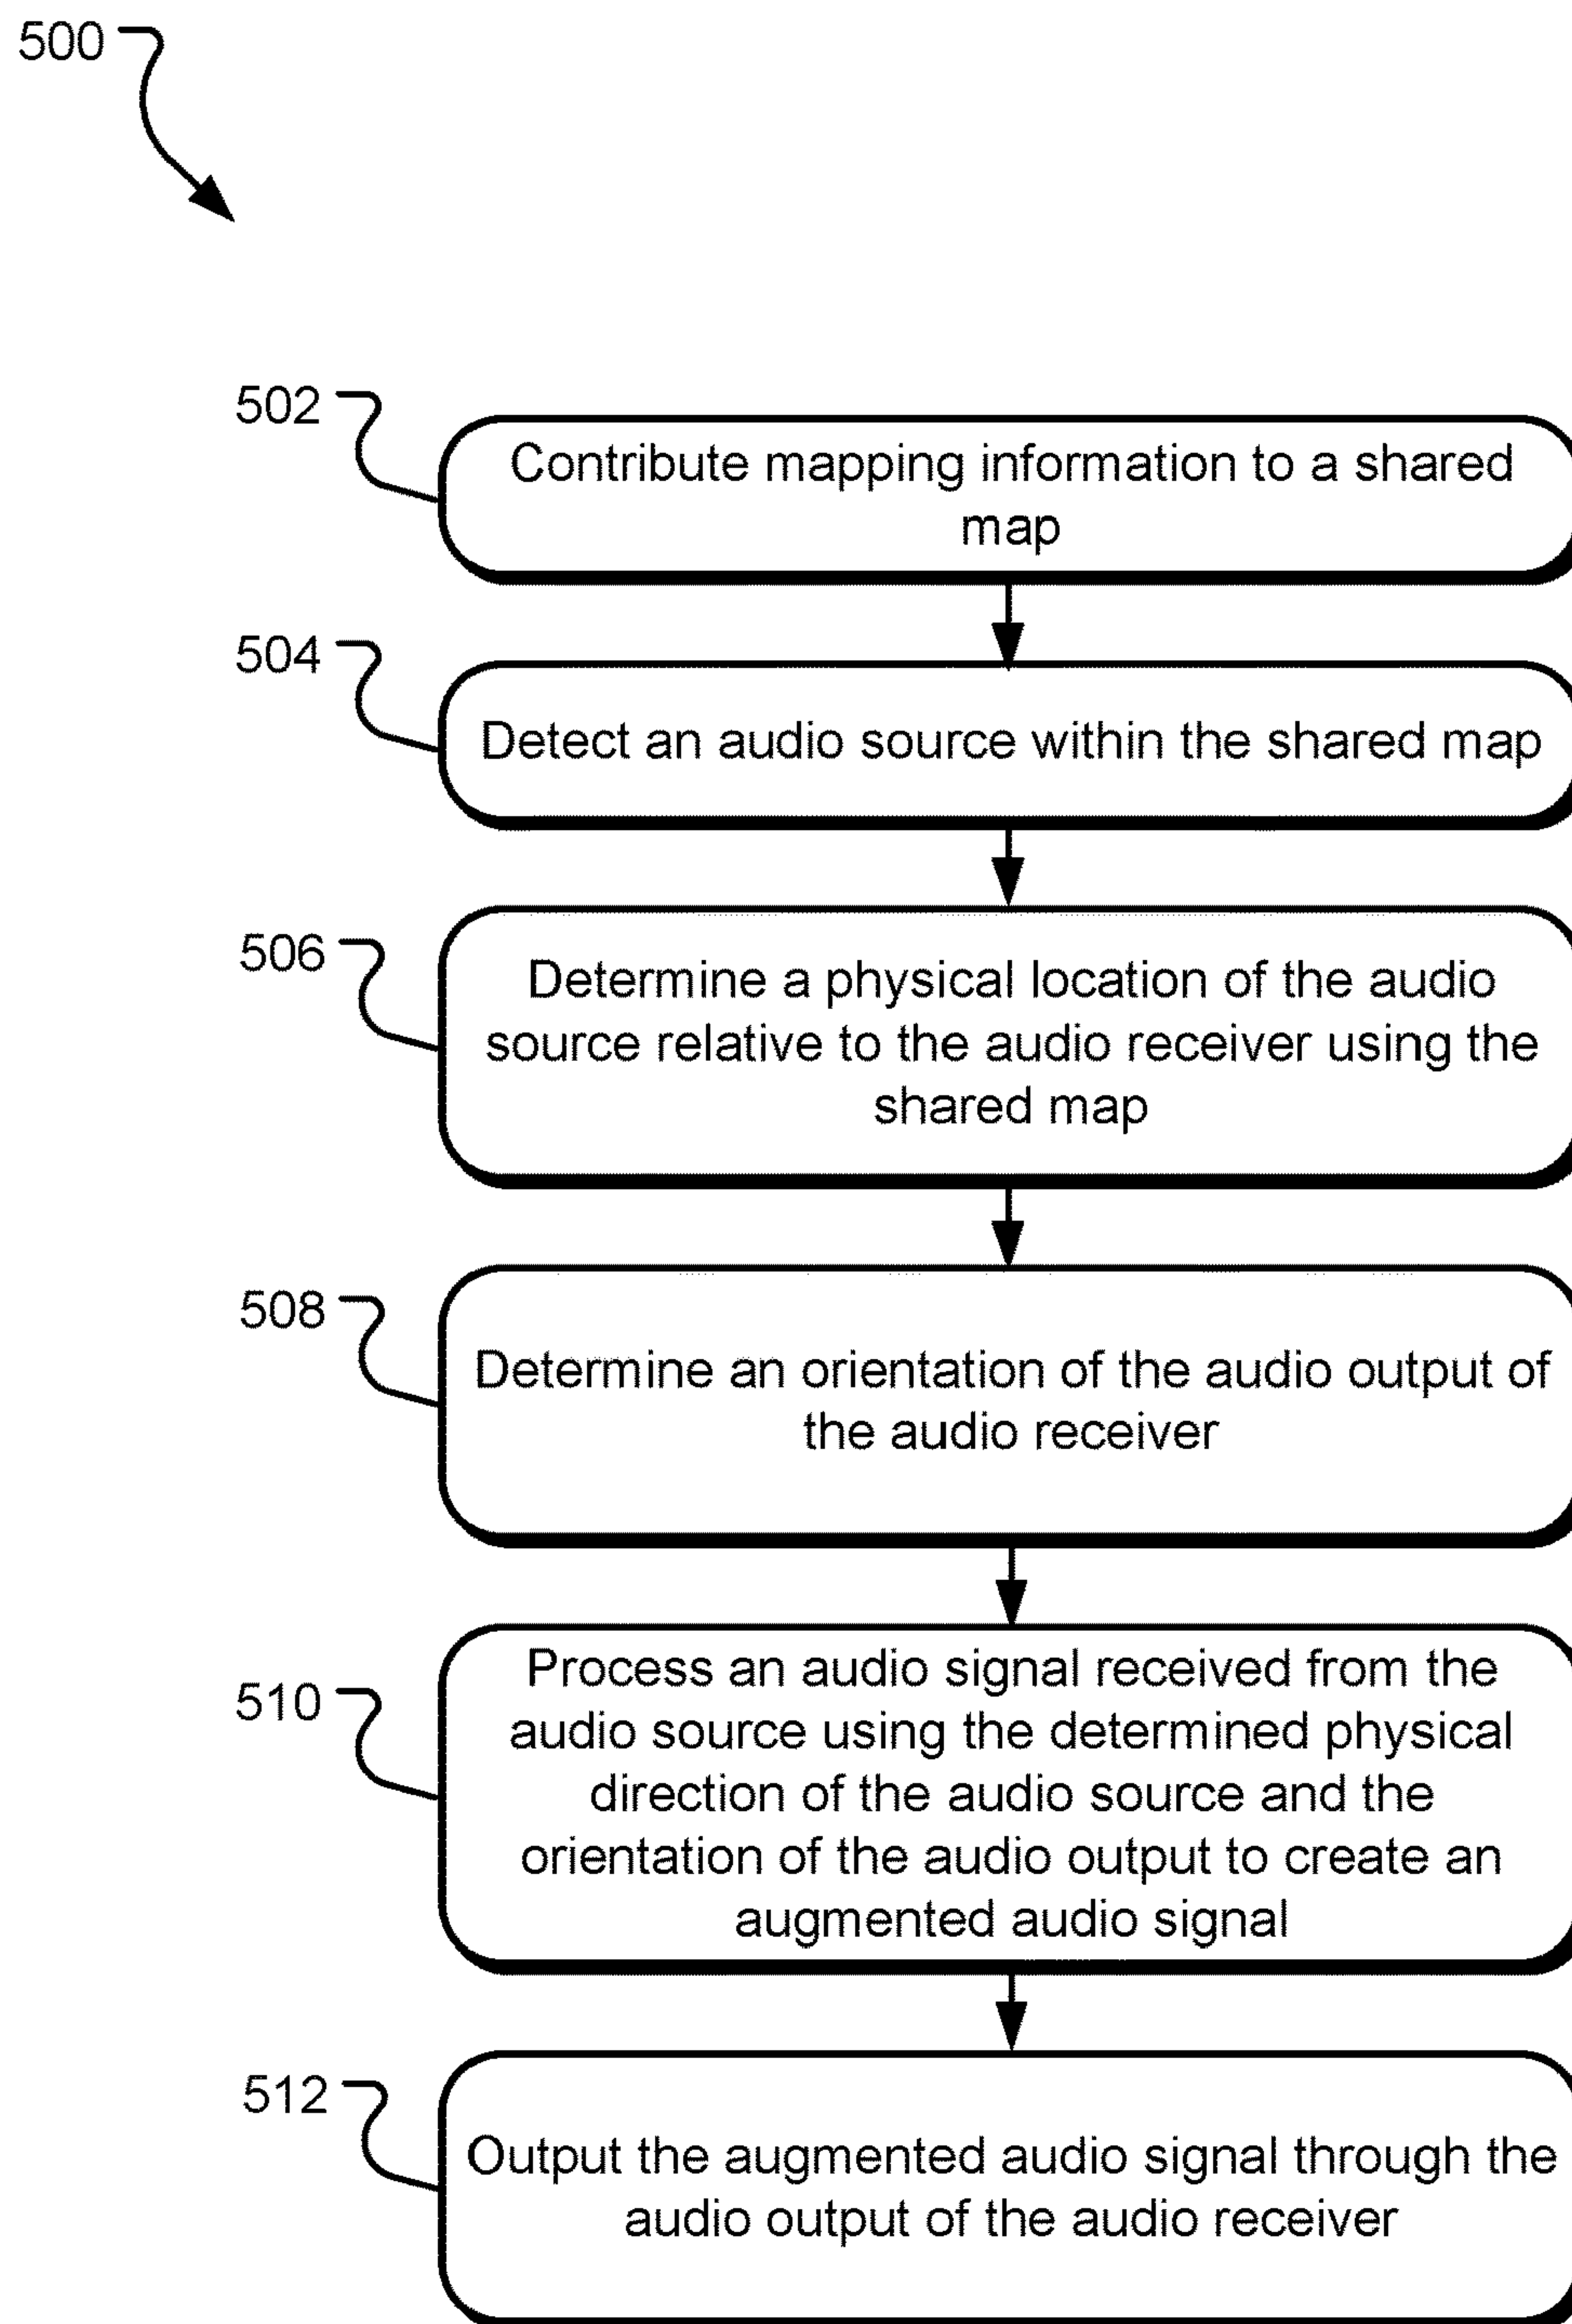 500
502
Contribute mapping information to a shared
map
504
Detect an audio source within the shared map
506
Determine a physical location of the audio
source relative to the audio receiver using the
shared map
508
Determine an orientation of the audio output of
the audio receiver
510
Process an audio signal received from the
audio source using the determined physical
direction of the audio source and the
orientation of the audio output to create an
augmented audio signal
512
Output the augmented audio signal through the
audio output of the audio receiver